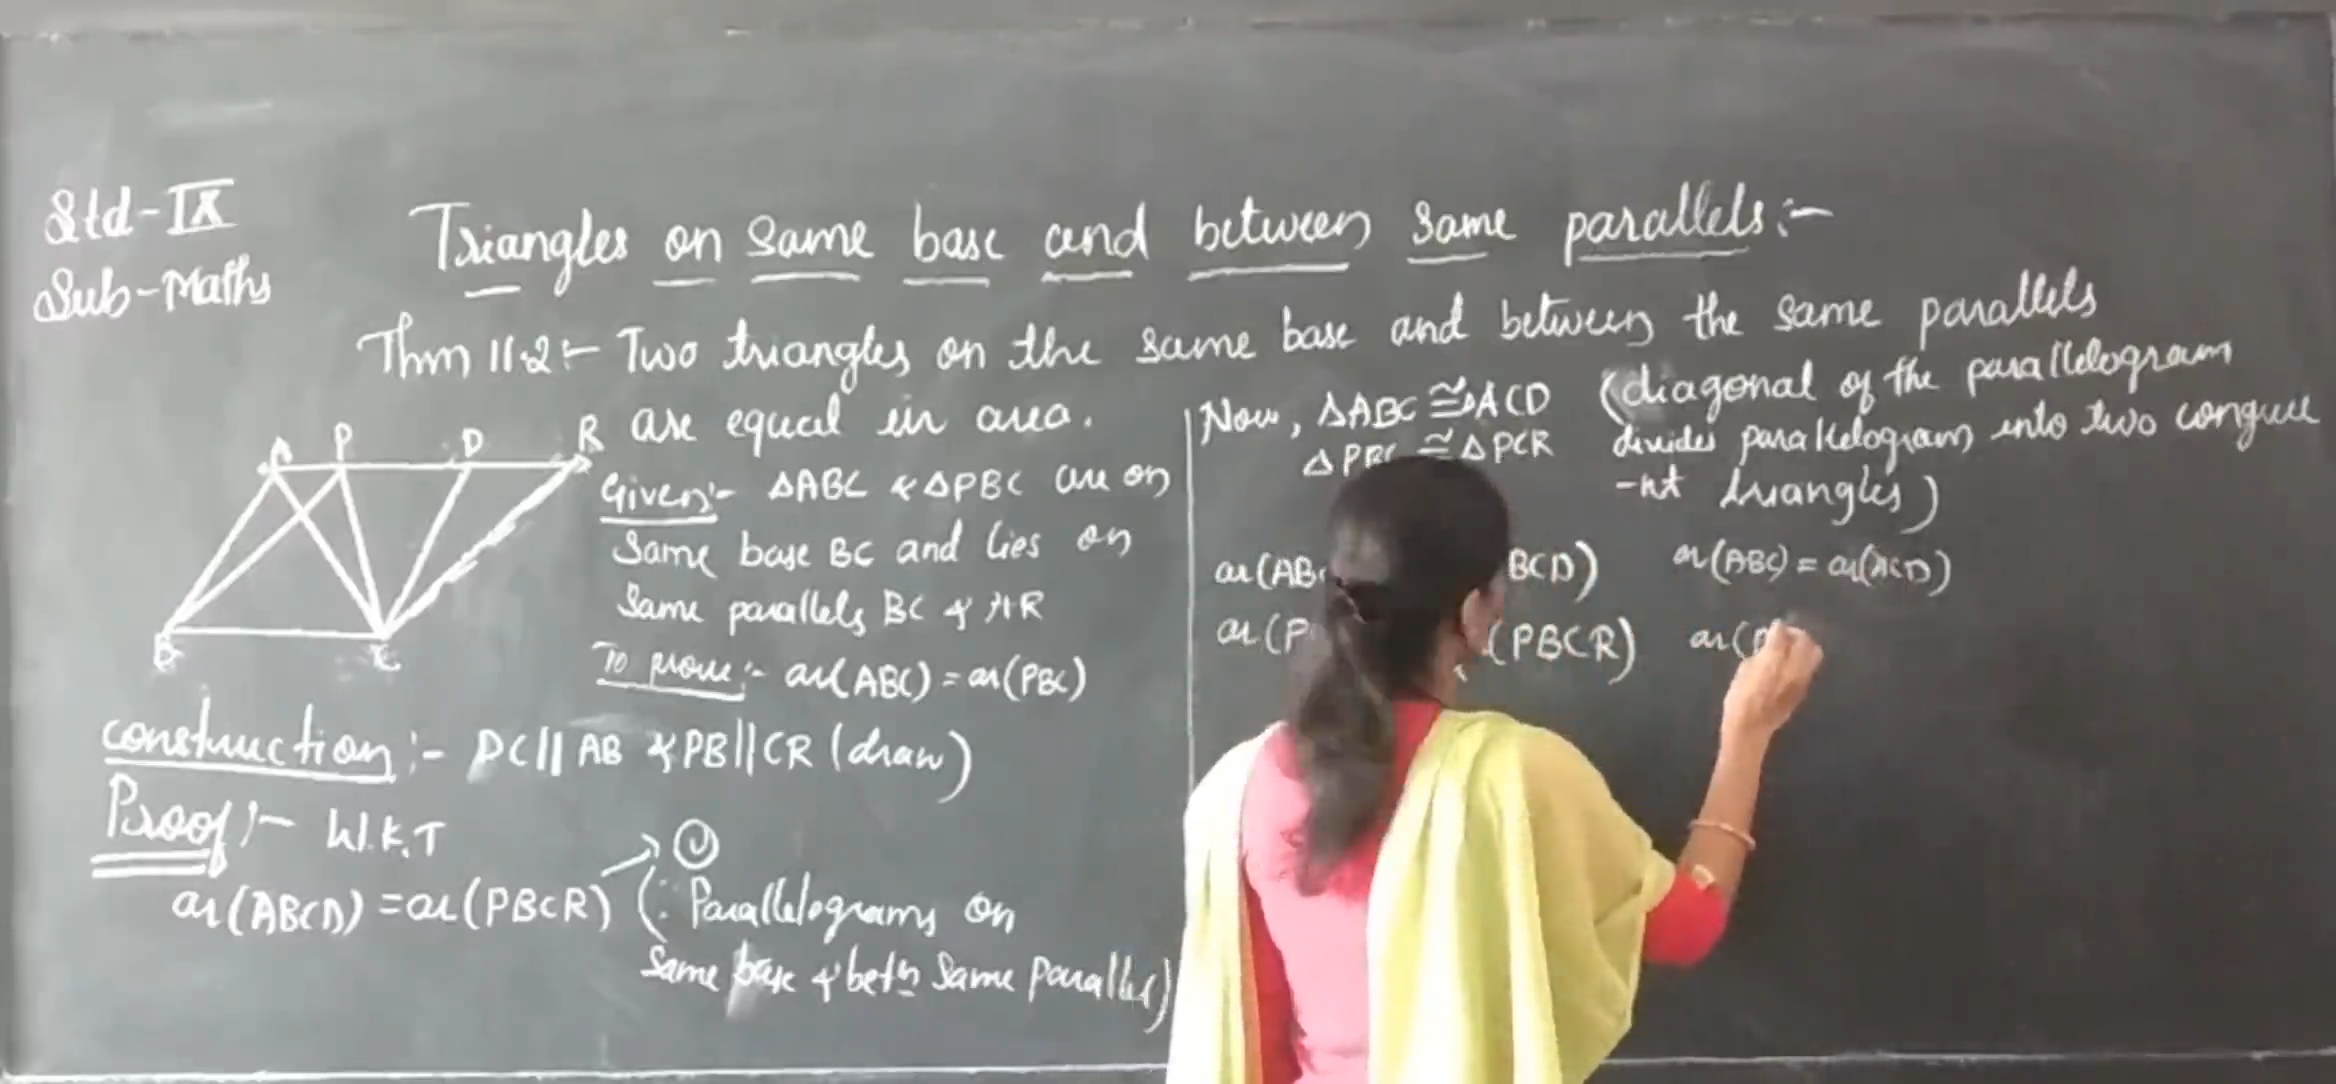 Std-IX
Sub-Maths
Triangles on same base and between same parallels:-
Thm 11.2:- Two triangles on the same base and between the same parallels
are equal in area.
A P D R
B C
Given:- △ABC & △PBC are on
Same base BC and lies on
Same parallels BC & AR
To prove:- ar(ABC) = ar(PBC)
construction:- DC || AB & PB || CR (draw)
Proof:- W.K.T
ar(ABCD) = ar(PBCR) →
(∵ Parallelograms on
Same base & betn Same Paralles)
Now, △ABC ≅ △ACD (diagonal of the parallelogram
△PBC ≅ △PCR divides parallelogram into two congrue
-nt triangles)
ar(AB BCD) ar(ABC) = ar(ACD)
ar(P (PBCR) ar(P